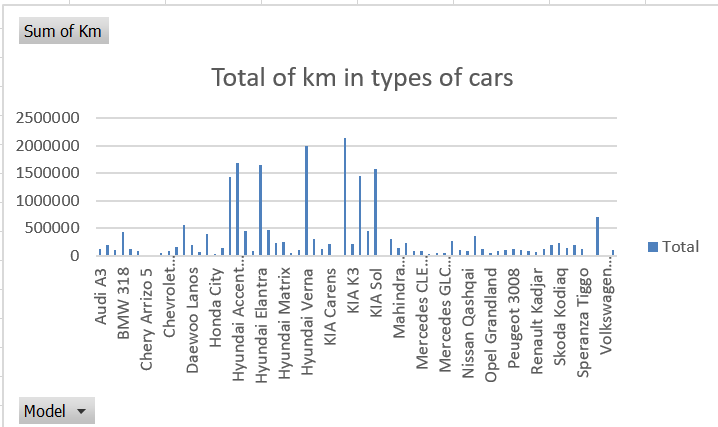 Sum of Km
Total of km in types of cars
2500000
2000000
1500000
1000000
500000
0
Audi A3
BMW 318
Chery Arrizo 5
Chevrolet…
Daewoo Lanos
Honda City
Hyundai Accent…
Hyundai Elantra
Hyundai Matrix
Hyundai Verna
KIA Carens
KIA K3
KIA Sol
Mahindra…
Mercedes CLE…
Mercedes GLC…
Nissan Qashqai
Opel Grandland
Peugeot 3008
Renault Kadjar
Skoda Kodiaq
Speranza Tiggo
Volkswagen…
Total
Model